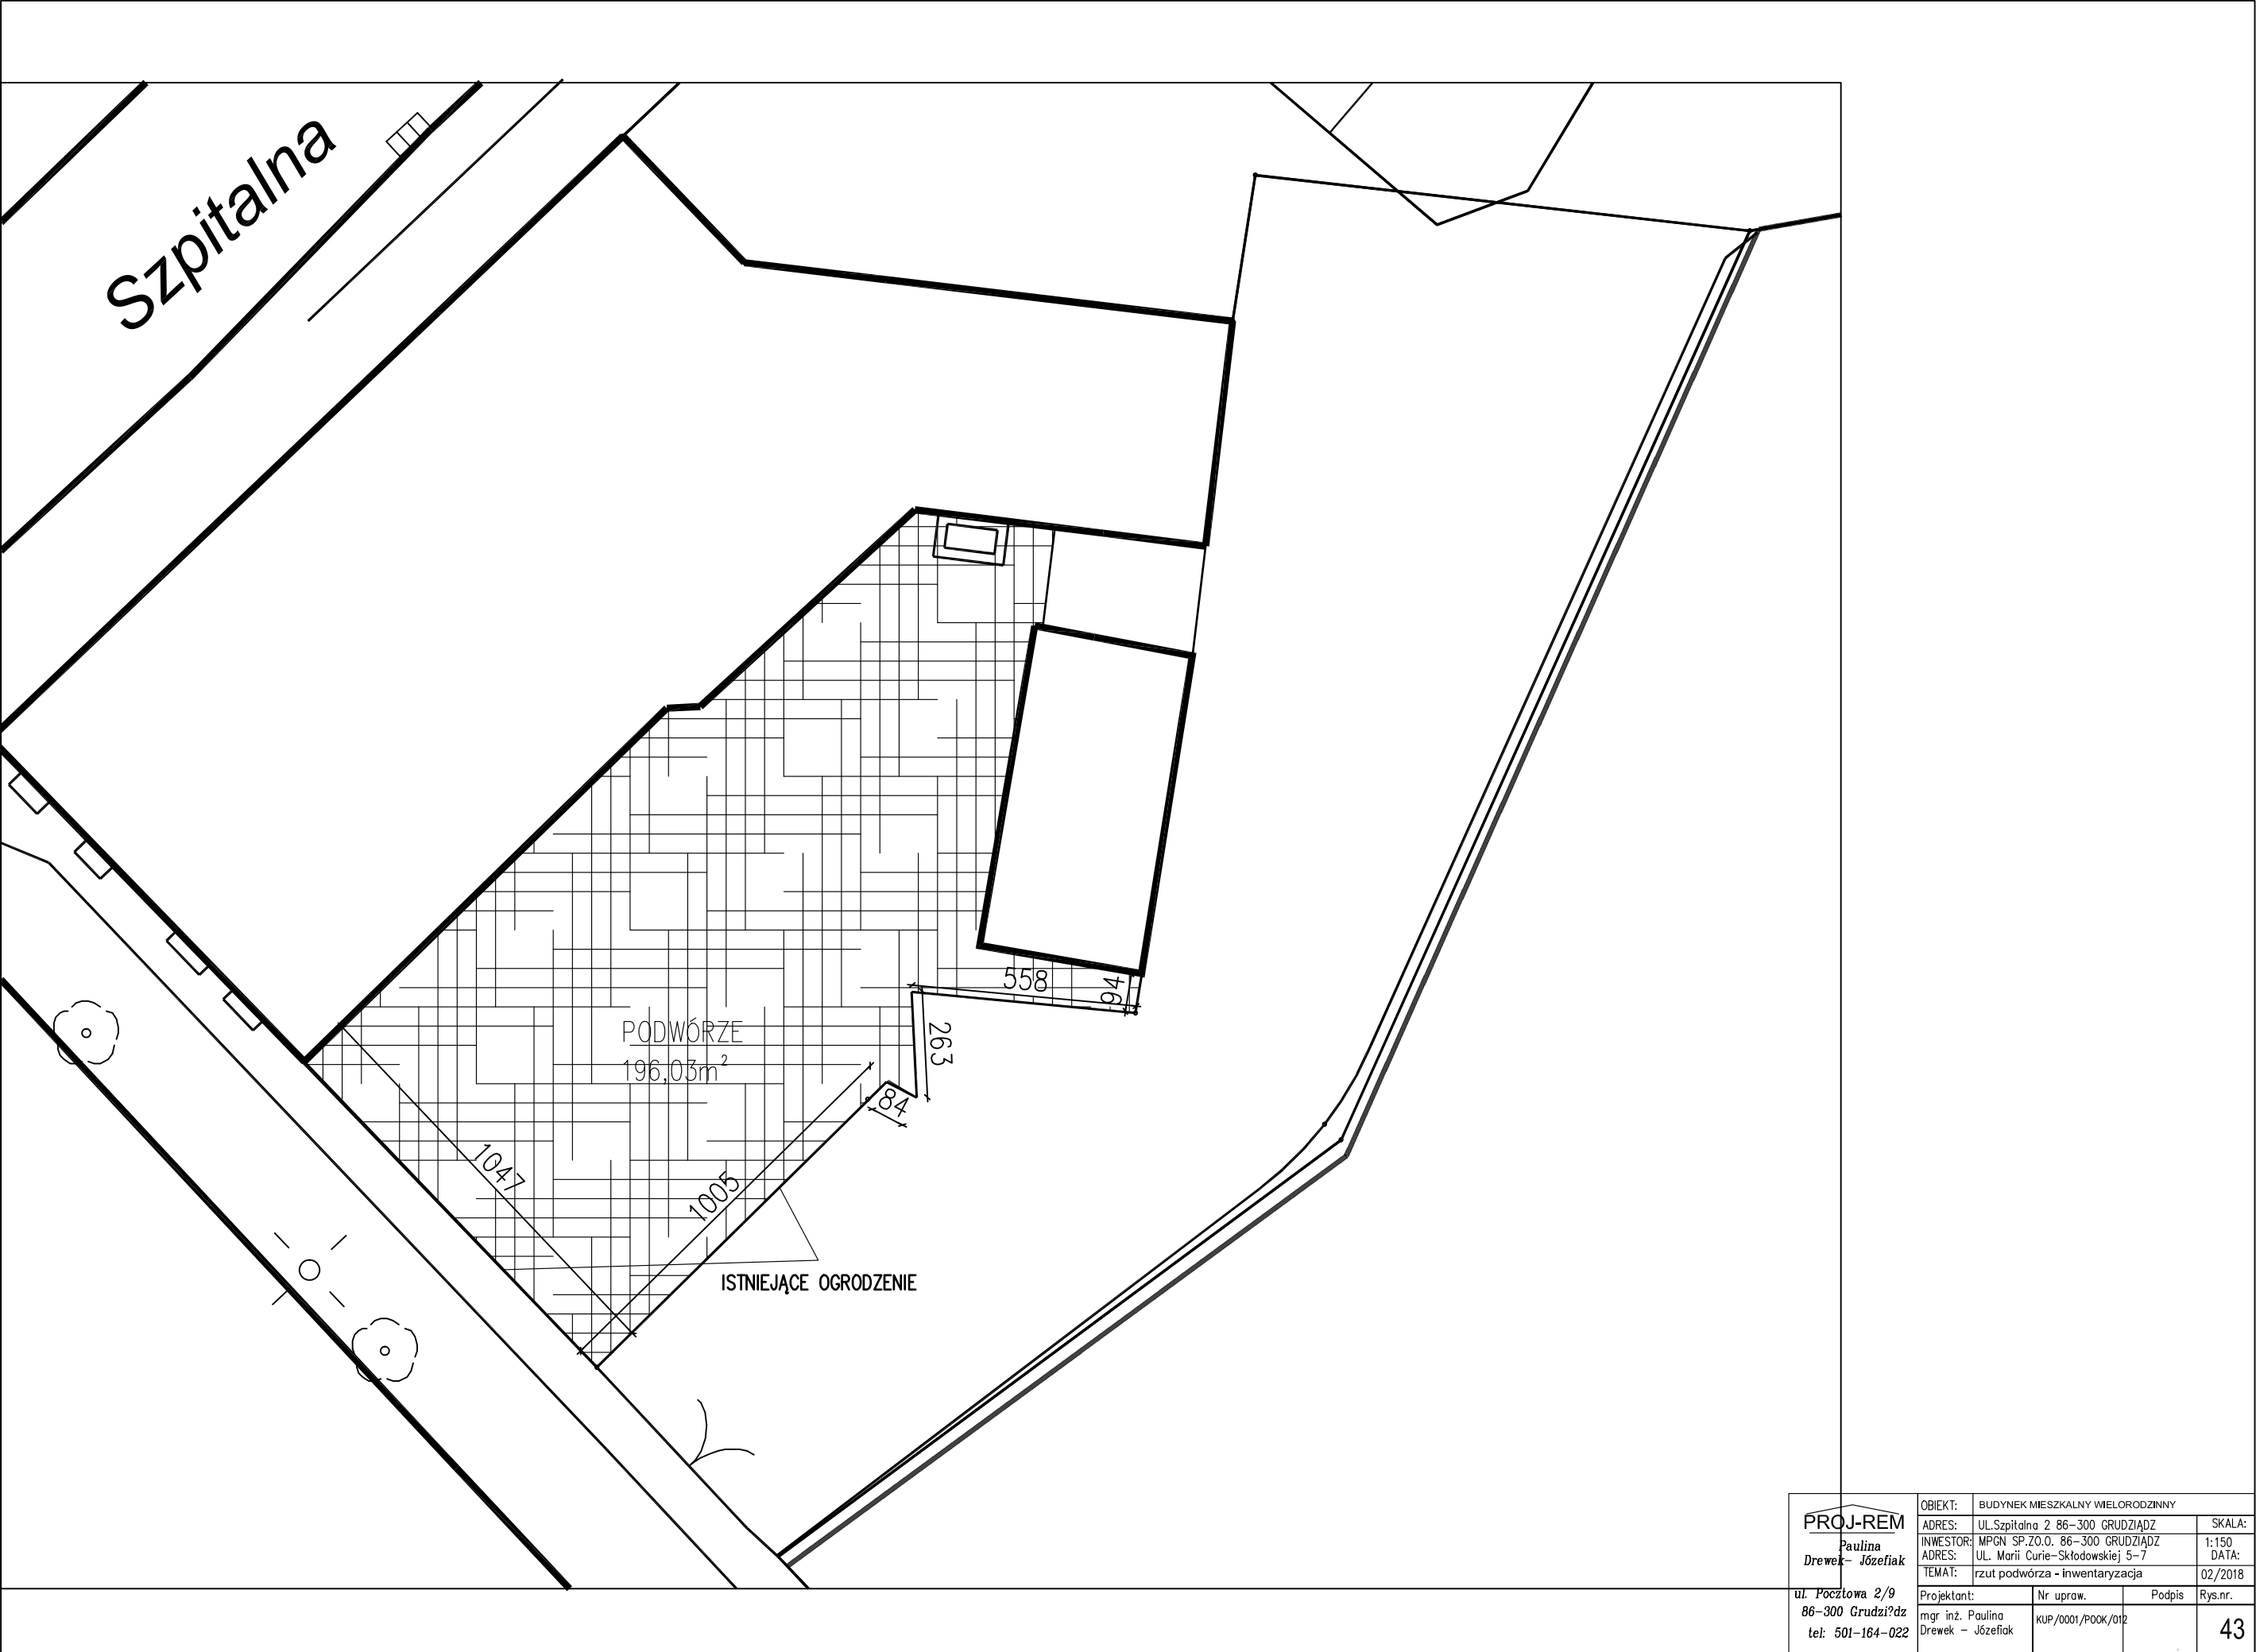 Szpitalna
558
94
263
PODWÓRZE
196,03m²
84
1047
1005
ISTNIEJĄCE OGRODZENIE
PROJ-REM
Paulina
Drewek- Józefiak
ul. Pocztowa 2/9
86-300 Grudzi?dz
tel: 501-164-022
OBIEKT: BUDYNEK MIESZKALNY WIELORODZINNY
ADRES: UL.Szpitalna 2 86-300 GRUDZIĄDZ SKALA:
INWESTOR: MPGN SP.ZO.O. 86-300 GRUDZIĄDZ 1:150
ADRES: UL. Marii Curie-Skłodowskiej 5-7 DATA:
TEMAT: rzut podwórza - inwentaryzacja 02/2018
Projektant: Nr upraw. Podpis Rys.nr.
mgr inż. Paulina KUP/0001/POOK/012
Drewek - Józefiak 43